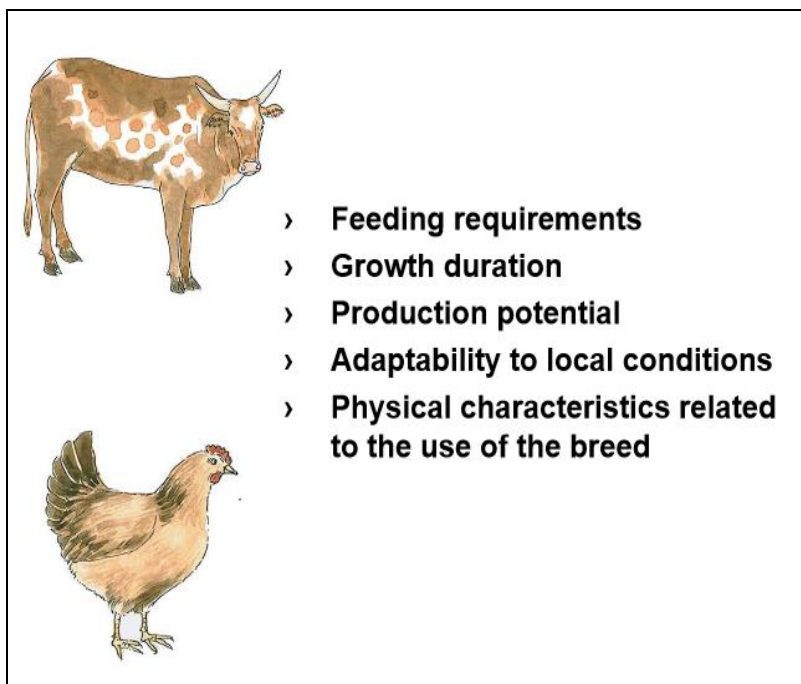 › Feeding requirements
› Growth duration
› Production potential
› Adaptability to local conditions
› Physical characteristics related
to the use of the breed